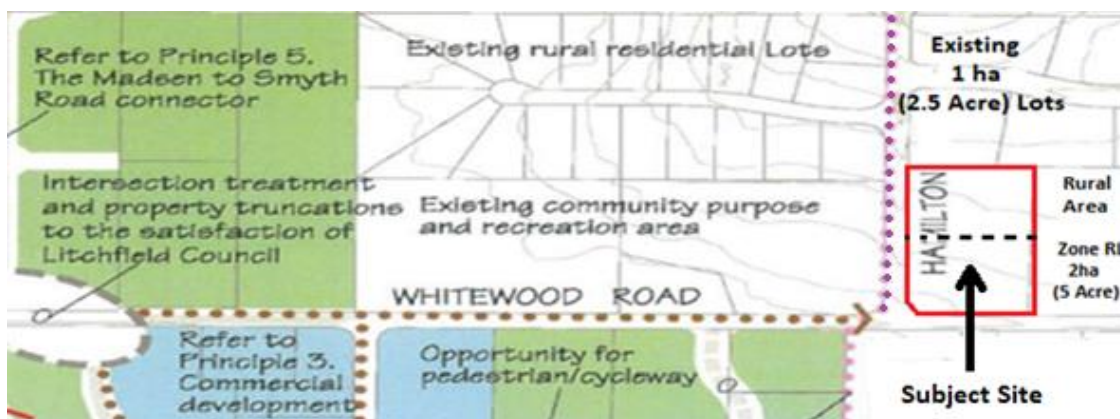 Refer to Principle 5.
The Madsen to Smyth
Road connector
Existing rural residential Lots
Existing
1 ha
(2.5 Acre) Lots
Intersection treatment
and property truncations
to the satisfaction of
Litchfield Council
Existing community purpose
and recreation area
HAMILTON
Rural
Area
Zone RL
2ha
(5 Acre)
WHITEWOOD ROAD
Refer to
Principle 3.
Commercial
development
Opportunity for
pedestrian/cycleway
Subject Site